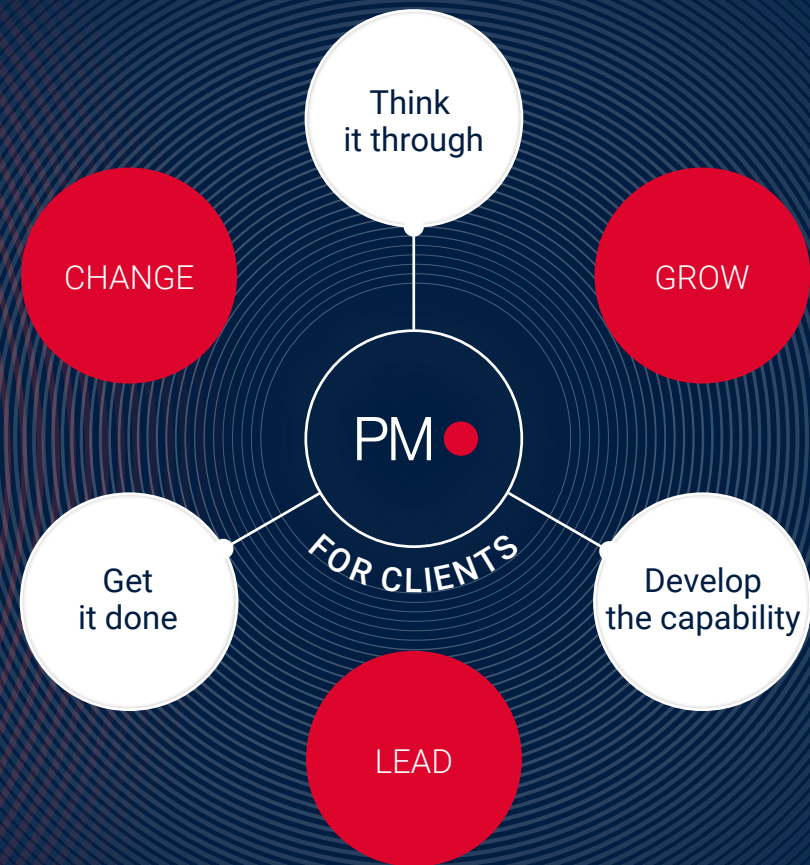 Think
it through
CHANGE
GROW
PM
FOR CLIENTS
Get
it done
Develop
the capability
LEAD